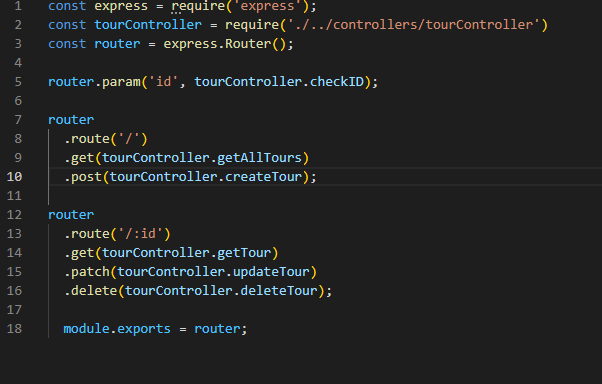 1 const express = require('express');
2 const tourController = require('./../controllers/tourController')
3 const router = express.Router();
4
5 router.param('id', tourController.checkID);
6
7 router
8 .route('/')
9 .get(tourController.getAllTours)
10 .post(tourController.createTour);
11
12 router
13 .route('/:id')
14 .get(tourController.getTour)
15 .patch(tourController.updateTour)
16 .delete(tourController.deleteTour);
17
18 module.exports = router;